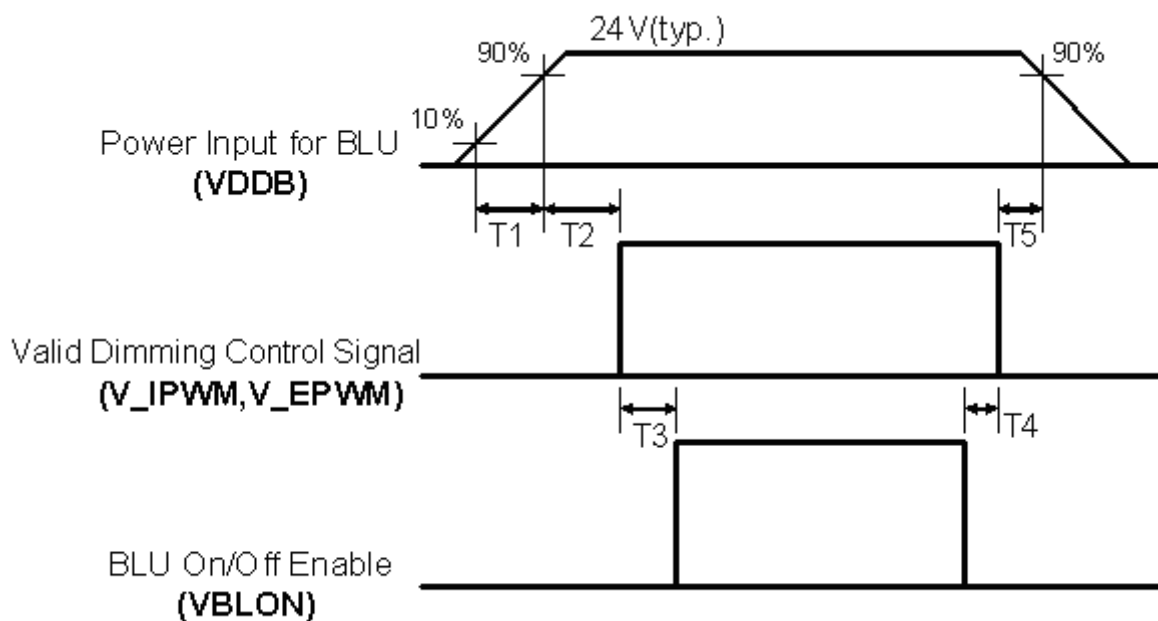 24V(typ.)
90%
90%
10%
Power Input for BLU
(VDDB)
T1
T2
T5
Valid Dimming Control Signal
(V_IPWM,V_EPWM)
T3
T4
BLU On/Off Enable
(VBLON)